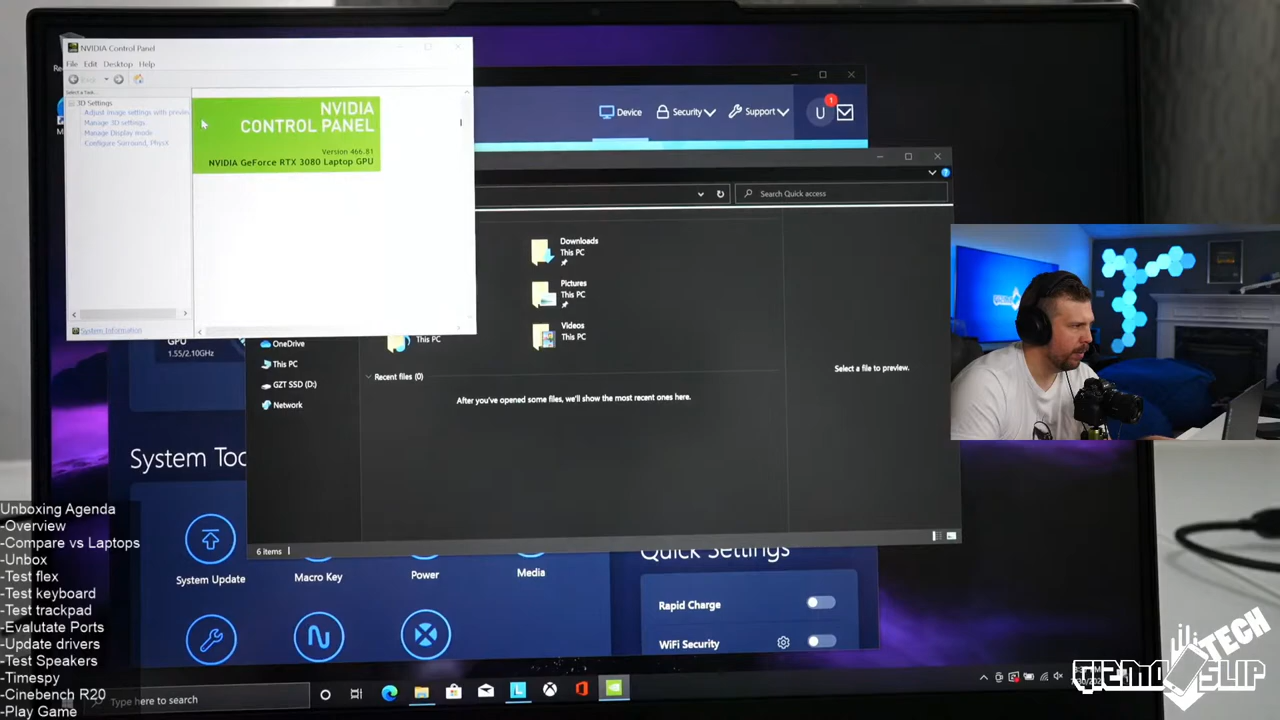 NVIDIA Control Panel
File Edit Desktop Help
Select a Task...
3D Settings
Adjust image settings with preview
Manage 3D settings
Manage Display mode
Configure Surround, PhysX
System Information
NVIDIA
CONTROL PANEL
Version 466.81
NVIDIA GeForce RTX 3080 Laptop GPU
Device
Security
Support
U
1
Search Quick access
Downloads
This PC
Pictures
This PC
Videos
This PC
This PC
OneDrive
This PC
GZT SSD (D:)
Network
Recent files (0)
After you've opened some files, we'll show the most recent ones here.
Select a file to preview.
6 items
GPU
1.55/2.10GHz
System Too
System Update
Macro Key
Power
Media
Quick Settings
Rapid Charge
WiFi Security
Type here to search
Unboxing Agenda
-Overview
-Compare vs Laptops
-Unbox
-Test flex
-Test keyboard
-Test trackpad
-Evalutate Ports
-Update drivers
-Test Speakers
-Timespy
-Cinebench R20
-Play Game
GIZMO SLIP
TECH